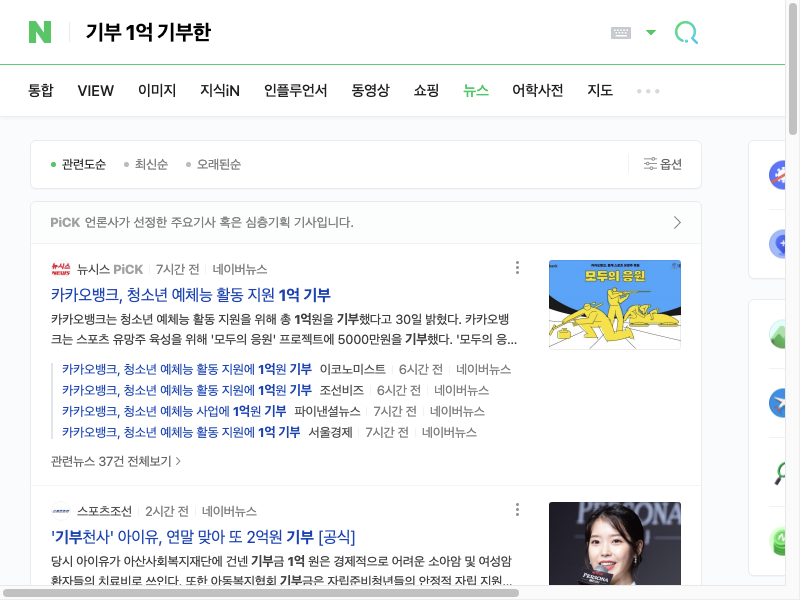 N 기부 1억 기부한
통합 VIEW 이미지 지식iN 인플루언서 동영상 쇼핑 뉴스 어학사전 지도
관련도순 최신순 오래된순 옵션
PiCK 언론사가 선정한 주요기사 혹은 심층기획 기사입니다.
뉴시스 PiCK 7시간 전 네이버뉴스
카카오뱅크, 청소년 예체능 활동 지원 1억 기부
카카오뱅크는 청소년 예체능 활동 지원을 위해 총 1억원을 기부했다고 30일 밝혔다. 카카오뱅
크는 스포츠 유망주 육성을 위해 '모두의 응원' 프로젝트에 5000만원을 기부했다. '모두의 응...
모두의 응원
카카오뱅크, 청소년 예체능 활동 지원에 1억원 기부 이코노미스트 6시간 전 네이버뉴스
카카오뱅크, 청소년 예체능 활동 지원에 1억원 기부 조선비즈 6시간 전 네이버뉴스
카카오뱅크, 청소년 예체능 사업에 1억원 기부 파이낸셜뉴스 7시간 전 네이버뉴스
카카오뱅크, 청소년 예체능 활동 지원에 1억 기부 서울경제 7시간 전 네이버뉴스
관련뉴스 37건 전체보기
스포츠조선 2시간 전 네이버뉴스
'기부천사' 아이유, 연말 맞아 또 2억원 기부 [공식]
당시 아이유가 아산사회복지재단에 건넨 기부금 1억 원은 경제적으로 어려운 소아암 및 여성암
환자들의 치료비로 쓰인다. 또한 아동복지협회 기부금은 자립준비청년들의 안정적 자립 지원...
PERSONA
PERSONA